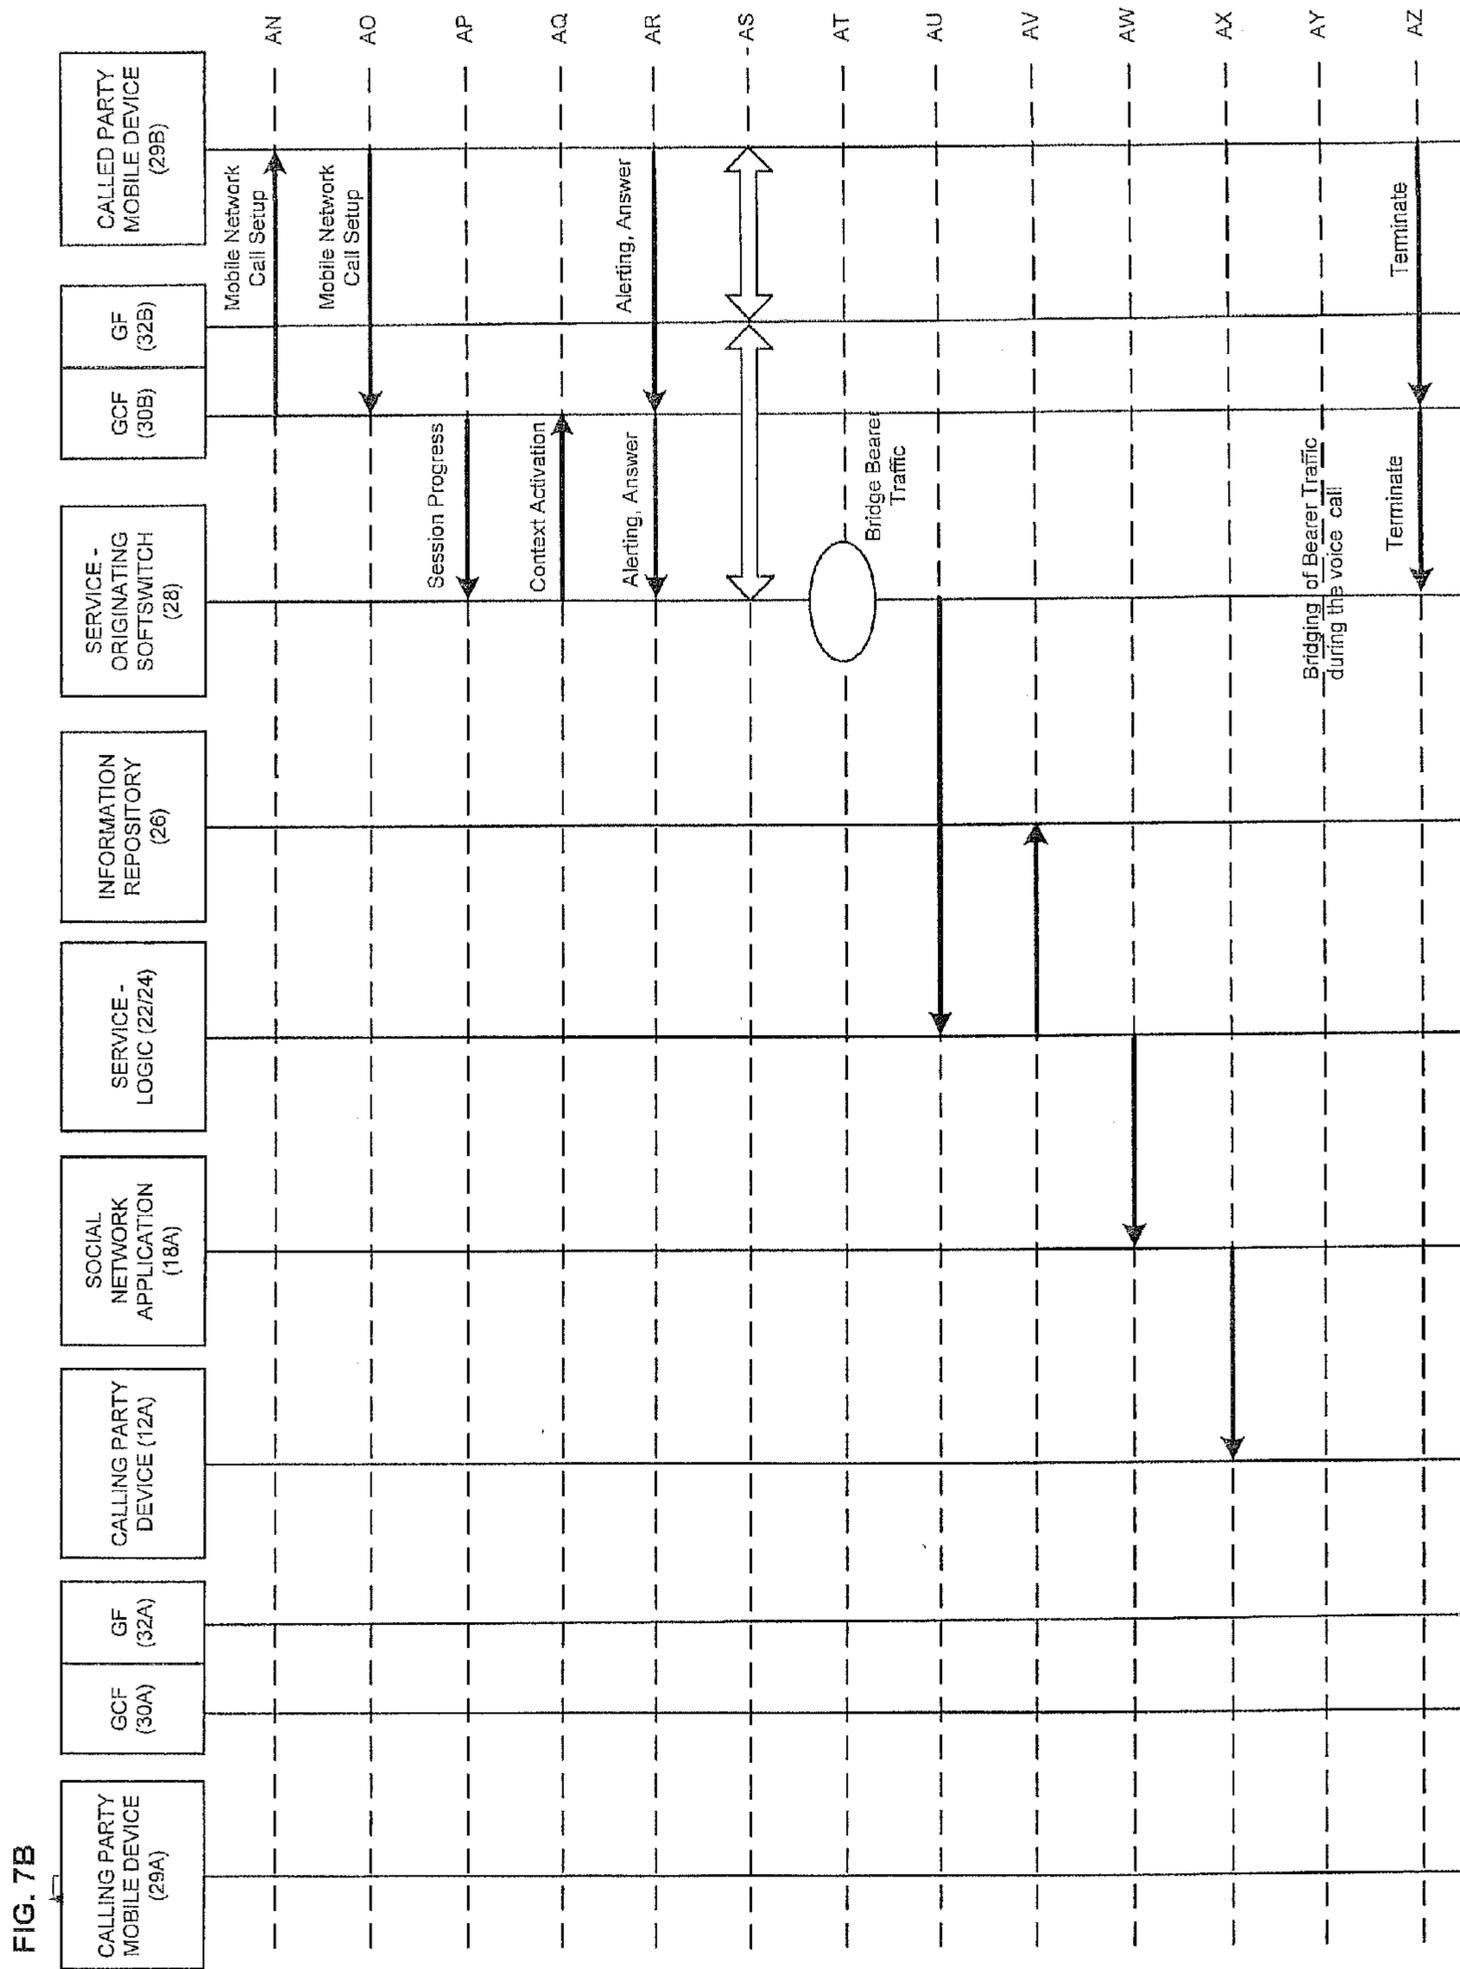 FIG. 7B
CALLING PARTY
MOBILE DEVICE
(29A)
GCF
(30A)
GF
(32A)
CALLING PARTY
DEVICE (12A)
SOCIAL
NETWORK
APPLICATION
(18A)
SERVICE -
LOGIC (22/24)
INFORMATION
REPOSITORY
(26)
SERVICE -
ORIGINATING
SOFTSWITCH
(28)
GCF
(30B)
GF
(32B)
CALLED PARTY
MOBILE DEVICE
(29B)
Mobile Network
Call Setup
AN
Mobile Network
Call Setup
AO
Session Progress
AP
Context Activation
AQ
Alerting, Answer
Alerting, Answer
AR
AS
Bridge Bearer
Traffic
AT
AU
AV
AW
AX
Bridging of Bearer Traffic
during the voice call
AY
Terminate
Terminate
AZ